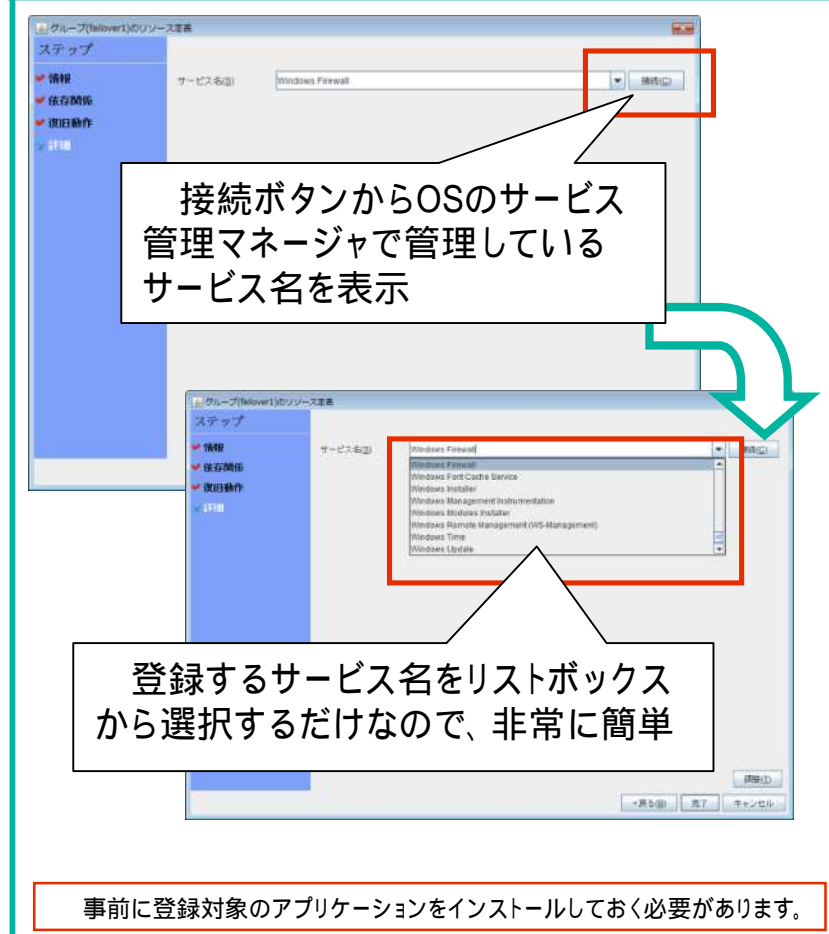 グループ(failover1)のリソース定義
ステップ
情報
依存関係
復旧動作
詳細
サービス名(B)
Windows Firewall
接続(C)
接続ボタンからOSのサービス
管理マネージャで管理している
サービス名を表示
グループ(failover1)のリソース定義
ステップ
情報
依存関係
復旧動作
詳細
サービス名(B)
Windows Firewall
接続(C)
Windows Firewall
Windows Font Cache Service
Windows Installer
Windows Management Instrumentation
Windows Modules Installer
Windows Remote Management (WS-Management)
Windows Time
Windows Update
登録するサービス名をリストボックス
から選択するだけなので、非常に簡単
調整(T)
<戻る(B) 完了 キャンセル
事前に登録対象のアプリケーションをインストールしておく必要があります。